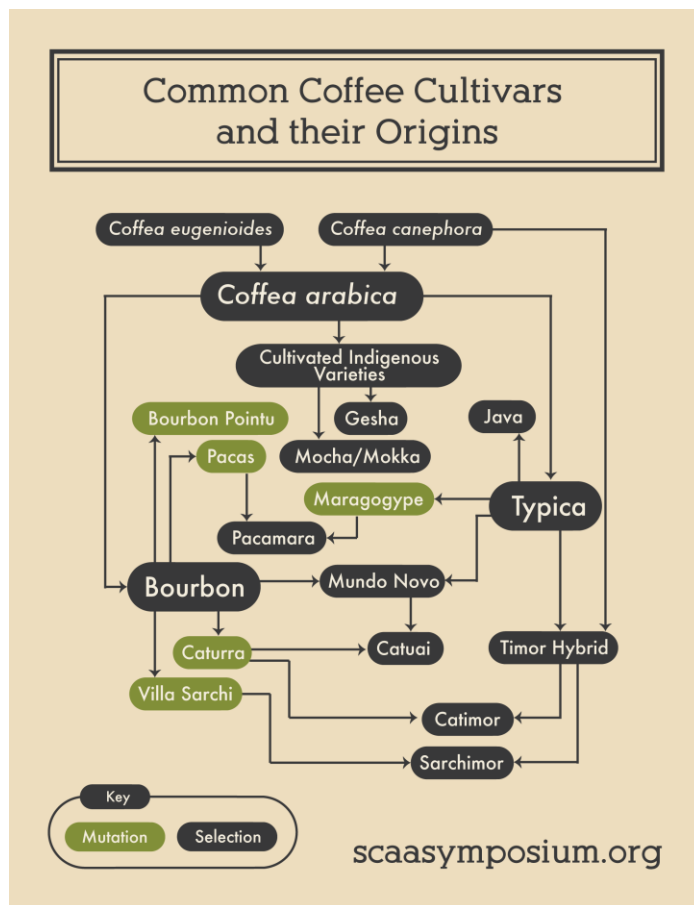 Common Coffee Cultivars
and their Origins
Coffea eugenioides
Coffea canephora
Coffea arabica
Cultivated Indigenous
Varieties
Bourbon Pointu
Gesha
Java
Pacas
Mocha/Mokka
Maragogype
Typica
Pacamara
Bourbon
Mundo Novo
Caturra
Catuai
Timor Hybrid
Villa Sarchi
Catimor
Sarchimor
Key
Mutation
Selection
scaasymposium.org